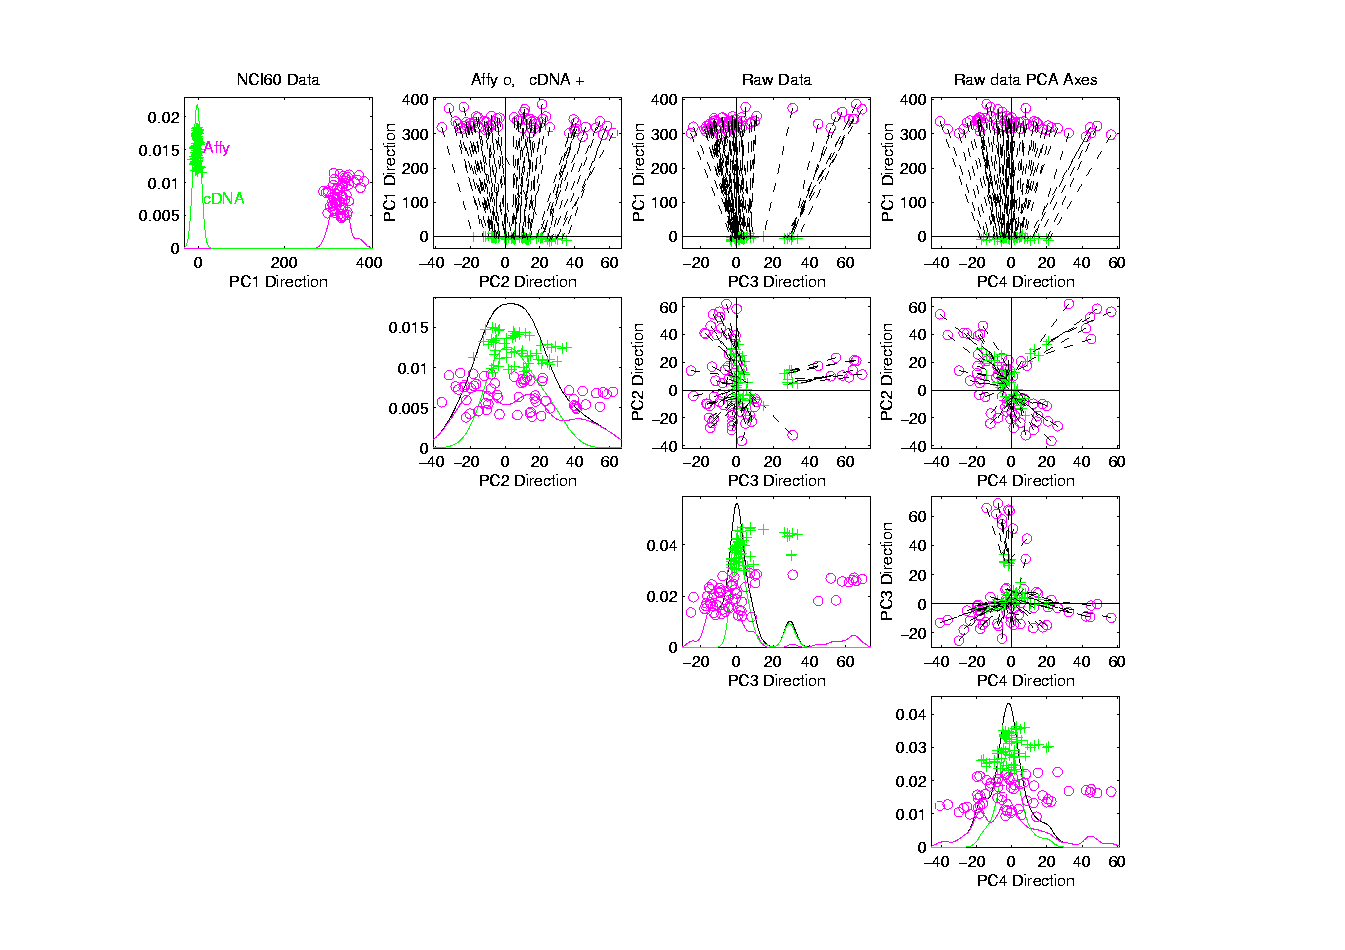 NCI60 Data
Affy o, cDNA +
Raw Data
Raw data PCA Axes
0.02
0.015
0.01
0.005
0
Affy
cDNA
0 200 400
PC1 Direction
PC1 Direction
400
300
200
100
0
−40 −20 0 20 40 60
PC2 Direction
PC1 Direction
400
300
200
100
0
−20 0 20 40 60
PC3 Direction
PC1 Direction
400
300
200
100
0
−40 −20 0 20 40 60
PC4 Direction
0.015
0.01
0.005
0
−40 −20 0 20 40 60
PC2 Direction
PC2 Direction
60
40
20
0
−20
−40
−20 0 20 40 60
PC3 Direction
PC2 Direction
60
40
20
0
−20
−40
−40 −20 0 20 40 60
PC4 Direction
0.04
0.02
0
−20 0 20 40 60
PC3 Direction
PC3 Direction
60
40
20
0
−20
−40 −20 0 20 40 60
PC4 Direction
0.04
0.03
0.02
0.01
0
−40 −20 0 20 40 60
PC4 Direction